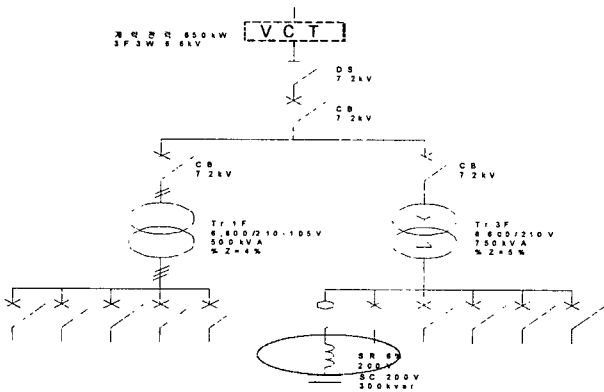 VCT
계약전력 650kW
3F3W 6.6kV
DS
7.2kV
CB
7.2kV
CB
7.2kV
CB
7.2kV
Tr 1F
6,600/210-105V
500kVA
%Z=4%
Tr 3F
6600/210V
750kVA
%Z=5%
SR 6%
200V
SC 200V
300kvar